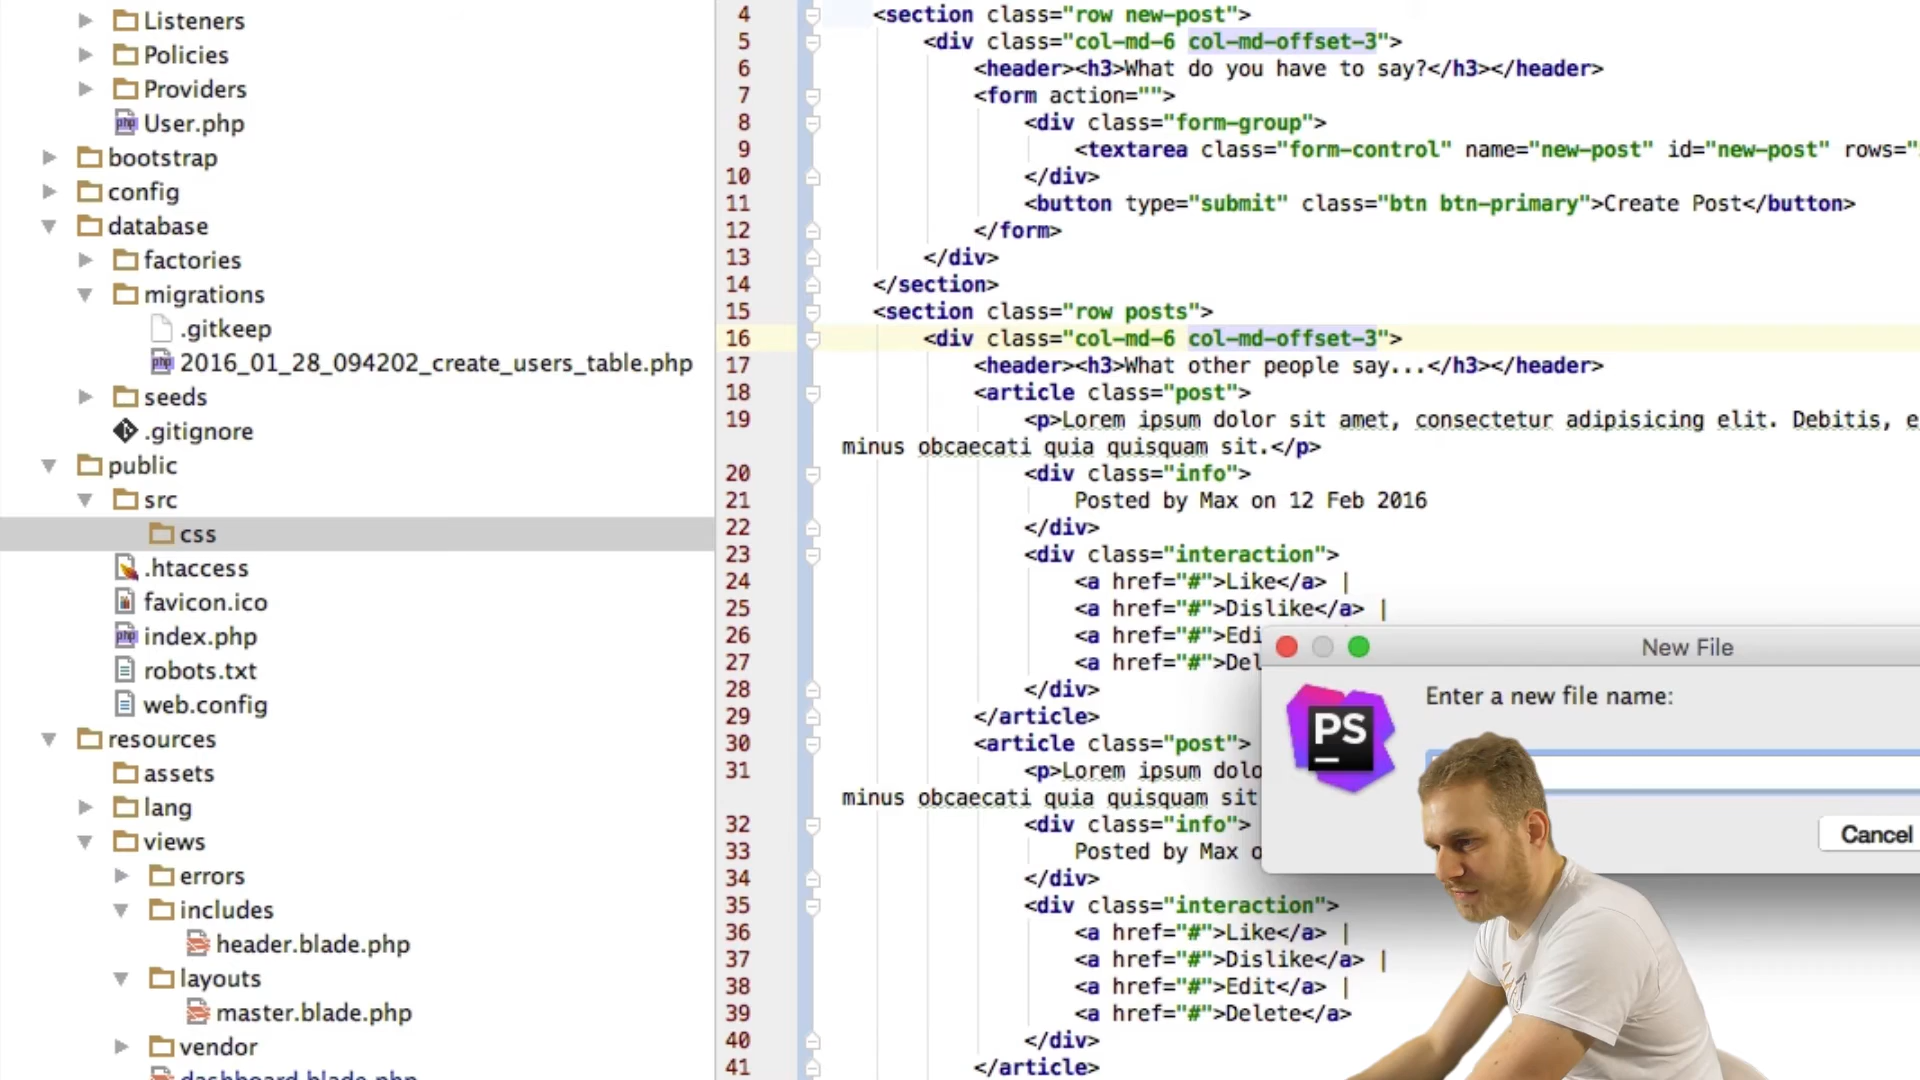 Listeners
Policies
Providers
User.php
bootstrap
config
database
factories
migrations
.gitkeep
2016_01_28_094202_create_users_table.php
seeds
.gitignore
public
src
css
.htaccess
favicon.ico
index.php
robots.txt
web.config
resources
assets
lang
views
errors
includes
header.blade.php
layouts
master.blade.php
vendor
dashboard.blade.php
4 <section class="row new-post">
5 <div class="col-md-6 col-md-offset-3">
6 <header><h3>What do you have to say?</h3></header>
7 <form action="">
8 <div class="form-group">
9 <textarea class="form-control" name="new-post" id="new-post" rows="
10 </div>
11 <button type="submit" class="btn btn-primary">Create Post</button>
12 </form>
13 </div>
14 </section>
15 <section class="row posts">
16 <div class="col-md-6 col-md-offset-3">
17 <header><h3>What other people say...</h3></header>
18 <article class="post">
19 <p>Lorem ipsum dolor sit amet, consectetur adipisicing elit. Debitis, e
minus obcaecati quia quisquam sit.</p>
20 <div class="info">
21 Posted by Max on 12 Feb 2016
22 </div>
23 <div class="interaction">
24 <a href="#">Like</a> |
25 <a href="#">Dislike</a> |
26 <a href="#">Edi
27 <a href="#">Del
28 </div>
29 </article>
30 <article class="post">
31 <p>Lorem ipsum dolo
minus obcaecati quia quisquam sit
32 <div class="info">
33 Posted by Max o
34 </div>
35 <div class="interaction">
36 <a href="#">Like</a> |
37 <a href="#">Dislike</a> |
38 <a href="#">Edit</a> |
39 <a href="#">Delete</a>
40 </div>
41 </article>
New File
PS
Enter a new file name:
Cancel